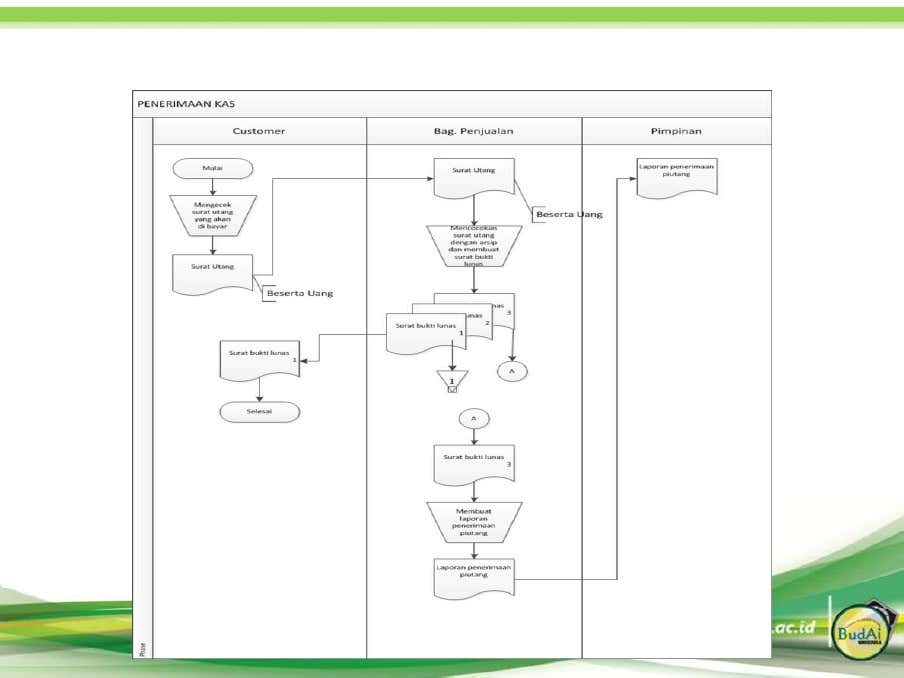 PENERIMAAN KAS
Customer
Bag. Penjualan
Pimpinan
Mulai
Mengecek
surat utang
yang akan
di bayar
Surat Utang
Beserta Uang
Surat bukti lunas
1
Selesai
Surat Utang
Beserta Uang
Mencocokan
surat utang
dengan arsip
dan membuat
surat bukti
lunas
unas
3
unas
2
Surat bukti lunas
1
1
A
A
Surat bukti lunas
3
Membuat
laporan
penerimaan
piutang
Laporan penerimaan
piutang
Laporan penerimaan
piutang
.ac.id
BudAi